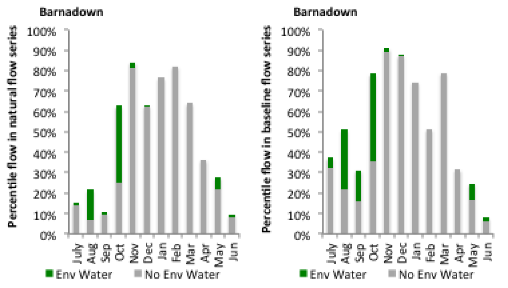 Barnadown
Percentile flow in natural flow series
100%
90%
80%
70%
60%
50%
40%
30%
20%
10%
0%
July
Aug
Sep
Oct
Nov
Dec
Jan
Feb
Mar
Apr
May
Jun
Env Water
No Env Water
Barnadown
Percentile flow in baseline flow series
100%
90%
80%
70%
60%
50%
40%
30%
20%
10%
0%
July
Aug
Sep
Oct
Nov
Dec
Jan
Feb
Mar
Apr
May
Jun
Env Water
No Env Water